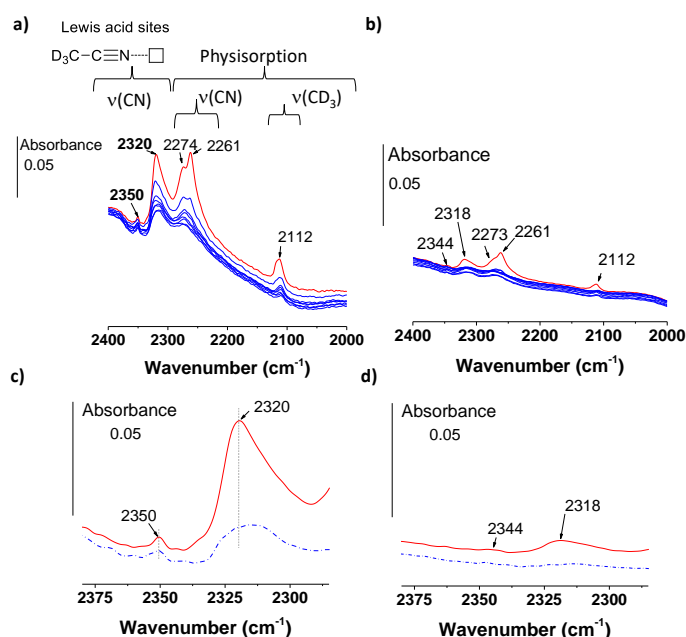 a)
Lewis acid sites
D3C—C≡N┈□
Physisorption
ν(CN)
ν(CN)
ν(CD3)
Absorbance
0.05
2320
2274
2261
2350
2112
2400 2300 2200 2100 2000
Wavenumber (cm-1)
b)
Absorbance
0.05
2318
2344
2273
2261
2112
2400 2300 2200 2100 2000
Wavenumber (cm-1)
c)
Absorbance
0.05
2320
2350
2375 2350 2325 2300
Wavenumber (cm-1)
d)
Absorbance
0.05
2344
2318
2375 2350 2325 2300
Wavenumber (cm-1)